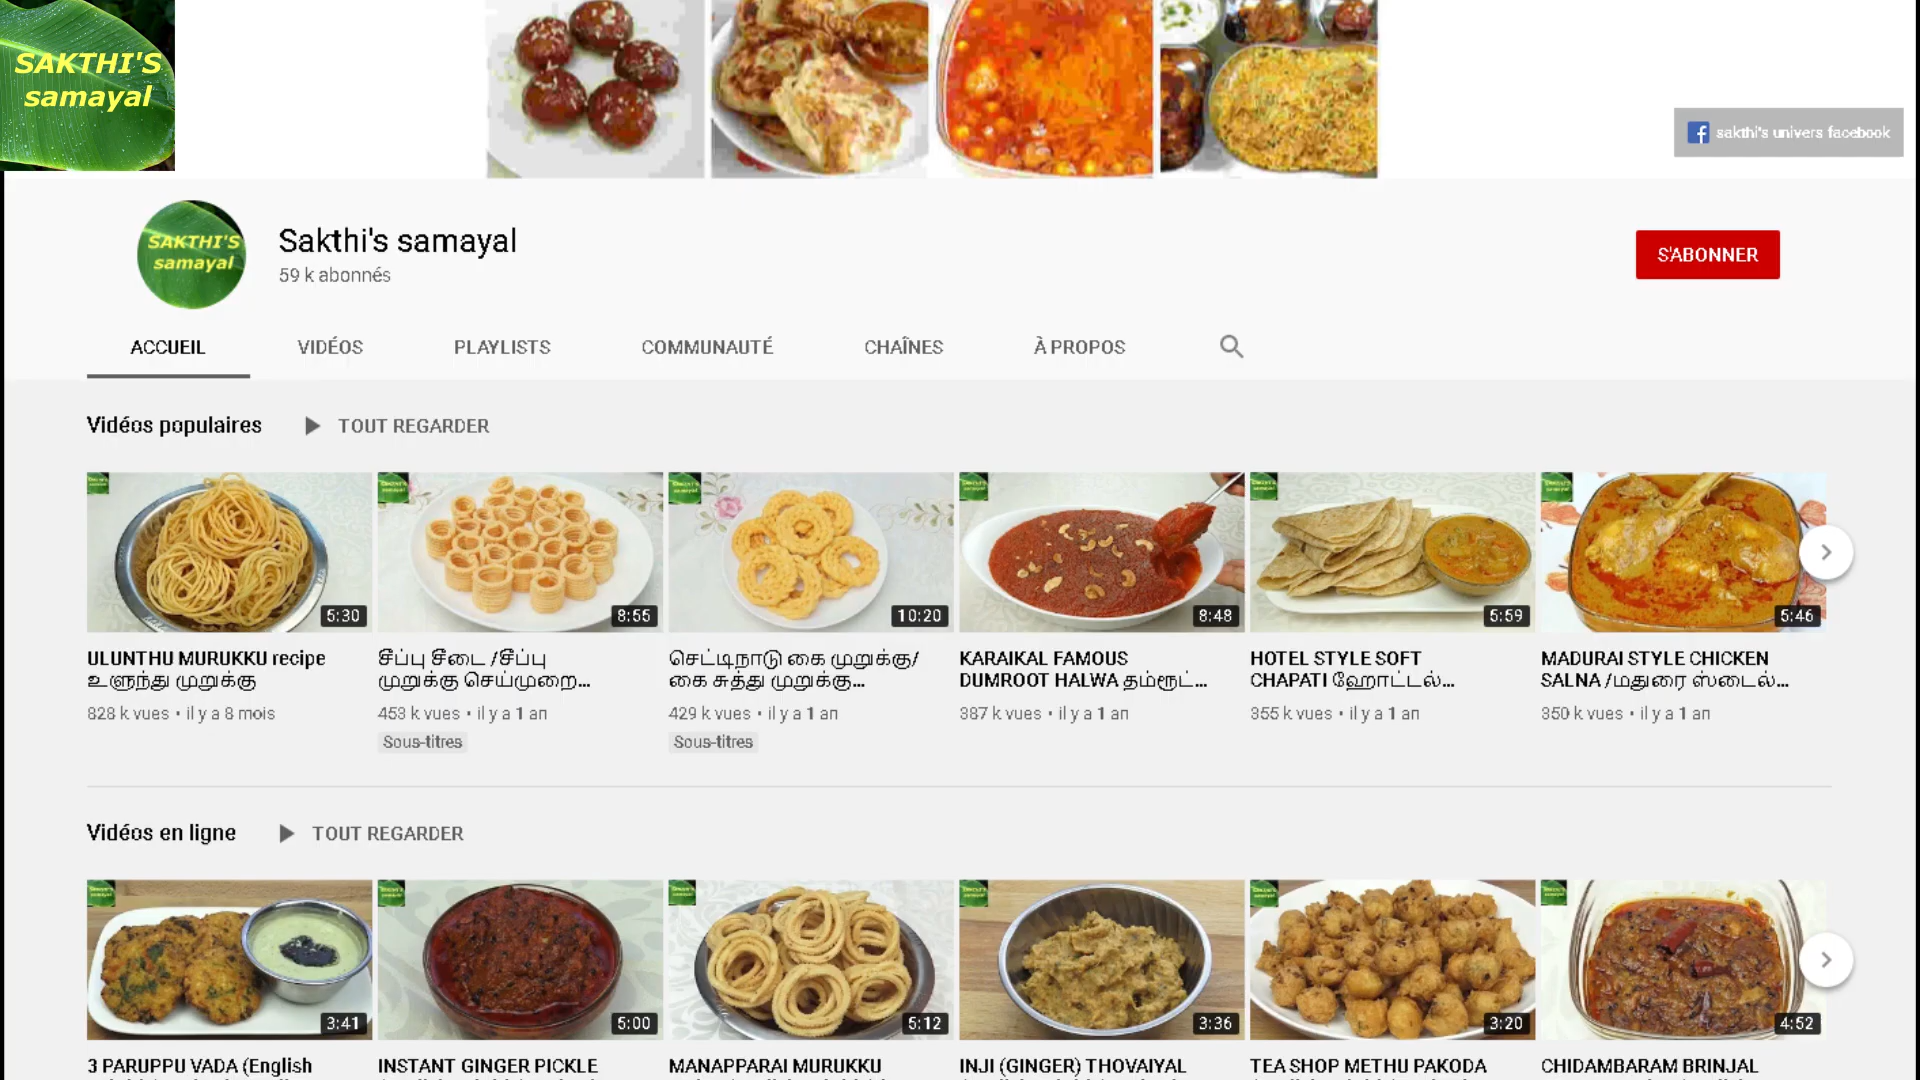 SAKTHI'S
samayal
sakthi's univers facebook
SAKTHI'S
samayal
Sakthi's samayal
59 k abonnés
S'ABONNER
ACCUEIL VIDÉOS PLAYLISTS COMMUNAUTÉ CHAÎNES À PROPOS
Vidéos populaires TOUT REGARDER
5:30 8:55 10:20 8:48 5:59 5:46
ULUNTHU MURUKKU recipe
உளுந்து முறுக்கு
828 k vues • il y a 8 mois
சீப்பு சீடை /சீப்பு
முறுக்கு செய்முறை...
453 k vues • il y a 1 an
Sous-titres
செட்டிநாடு கை முறுக்கு/
கை சுத்து முறுக்கு...
429 k vues • il y a 1 an
Sous-titres
KARAIKAL FAMOUS
DUMROOT HALWA தம்ரூட்...
387 k vues • il y a 1 an
HOTEL STYLE SOFT
CHAPATI ஹோட்டல்...
355 k vues • il y a 1 an
MADURAI STYLE CHICKEN
SALNA /மதுரை ஸ்டைல்...
350 k vues • il y a 1 an
Vidéos en ligne TOUT REGARDER
3:41 5:00 5:12 3:36 3:20 4:52
3 PARUPPU VADA (English
INSTANT GINGER PICKLE
MANAPPARAI MURUKKU
INJI (GINGER) THOVAIYAL
TEA SHOP METHU PAKODA
CHIDAMBARAM BRINJAL